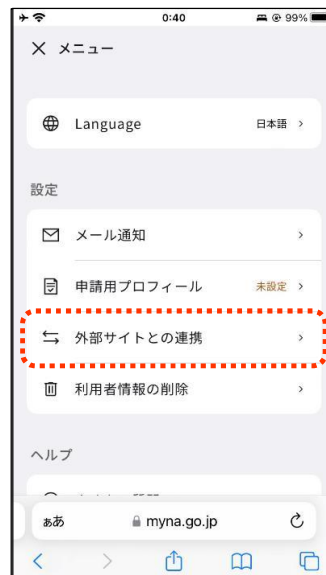 0:40
99%
× メニュー
Language 日本語
設定
メール通知
申請用プロフィール 未設定
外部サイトとの連携
利用者情報の削除
ヘルプ
ぁあ myna.go.jp